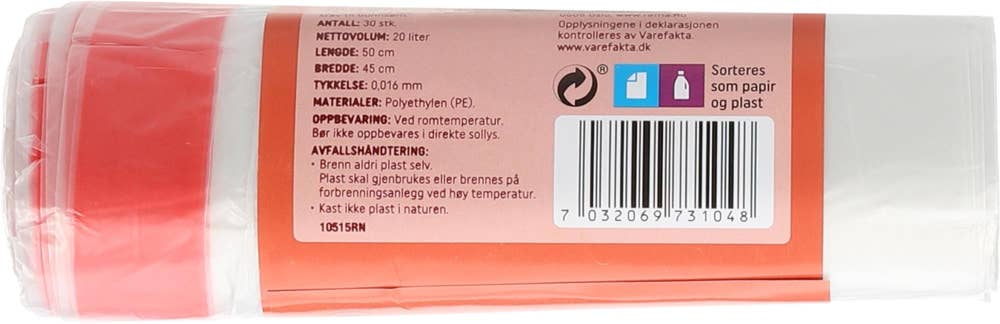 ANTALL: 30 stk.
NETTOVOLUM: 20 liter
LENGDE: 50 cm
BREDDE: 45 cm
TYKKELSE: 0,016 mm
MATERIALER: Polyethylen (PE).
OPPBEVARING: Ved romtemperatur.
Bør ikke oppbevares i direkte sollys.
AVFALLSHÅNDTERING:
• Brenn aldri plast selv.
Plast skal gjenbrukes eller brennes på
forbrenningsanlegg ved høy temperatur.
• Kast ikke plast i naturen.
10515RN
Opplysningene i deklarasjonen
kontrolleres av Varefakta.
www.varefakta.dk
®
Sorteres
som papir
og plast
7 032069 731048